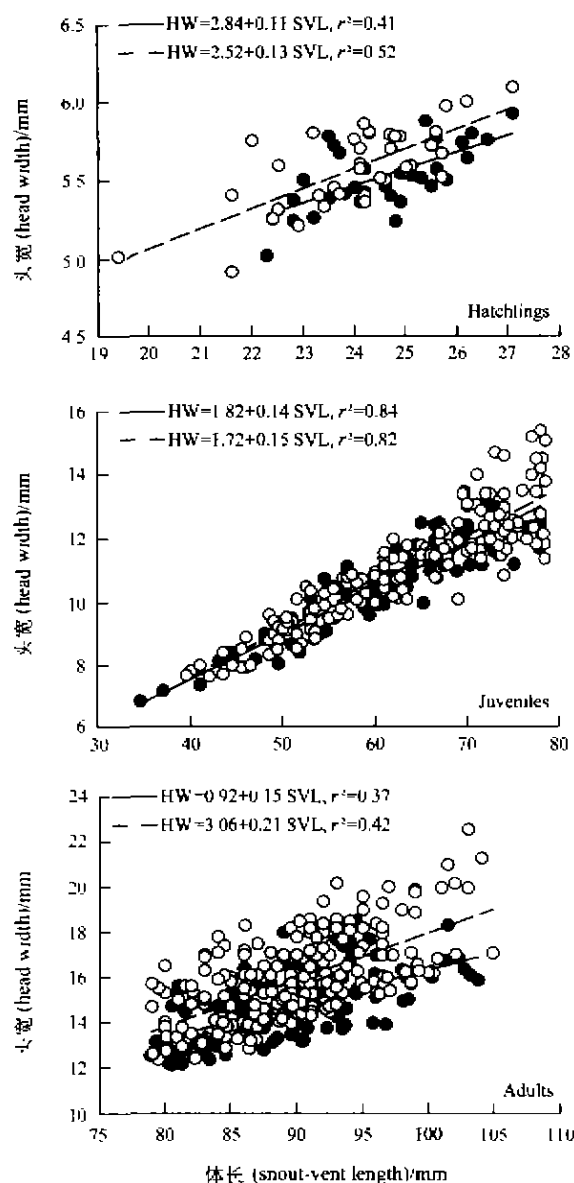 HW=2.84+0.11 SVL, r²=0.41
HW=2.52+0.13 SVL, r²=0.52
6.5
6.0
5.5
5.0
4.5
头宽 (head width)/mm
Hatchlings
19 20 21 22 23 24 25 26 27 28
HW=1.82+0.14 SVL, r²=0.84
HW=1.72+0.15 SVL, r²=0.82
16
14
12
10
8
6
头宽 (head width)/mm
Juveniles
30 40 50 60 70 80
HW=0.92+0.15 SVL, r²=0.37
HW=3.06+0.21 SVL, r²=0.42
24
22
20
18
16
14
12
10
头宽 (head width)/mm
Adults
75 80 85 90 95 100 105 110
体长 (snout-vent length)/mm